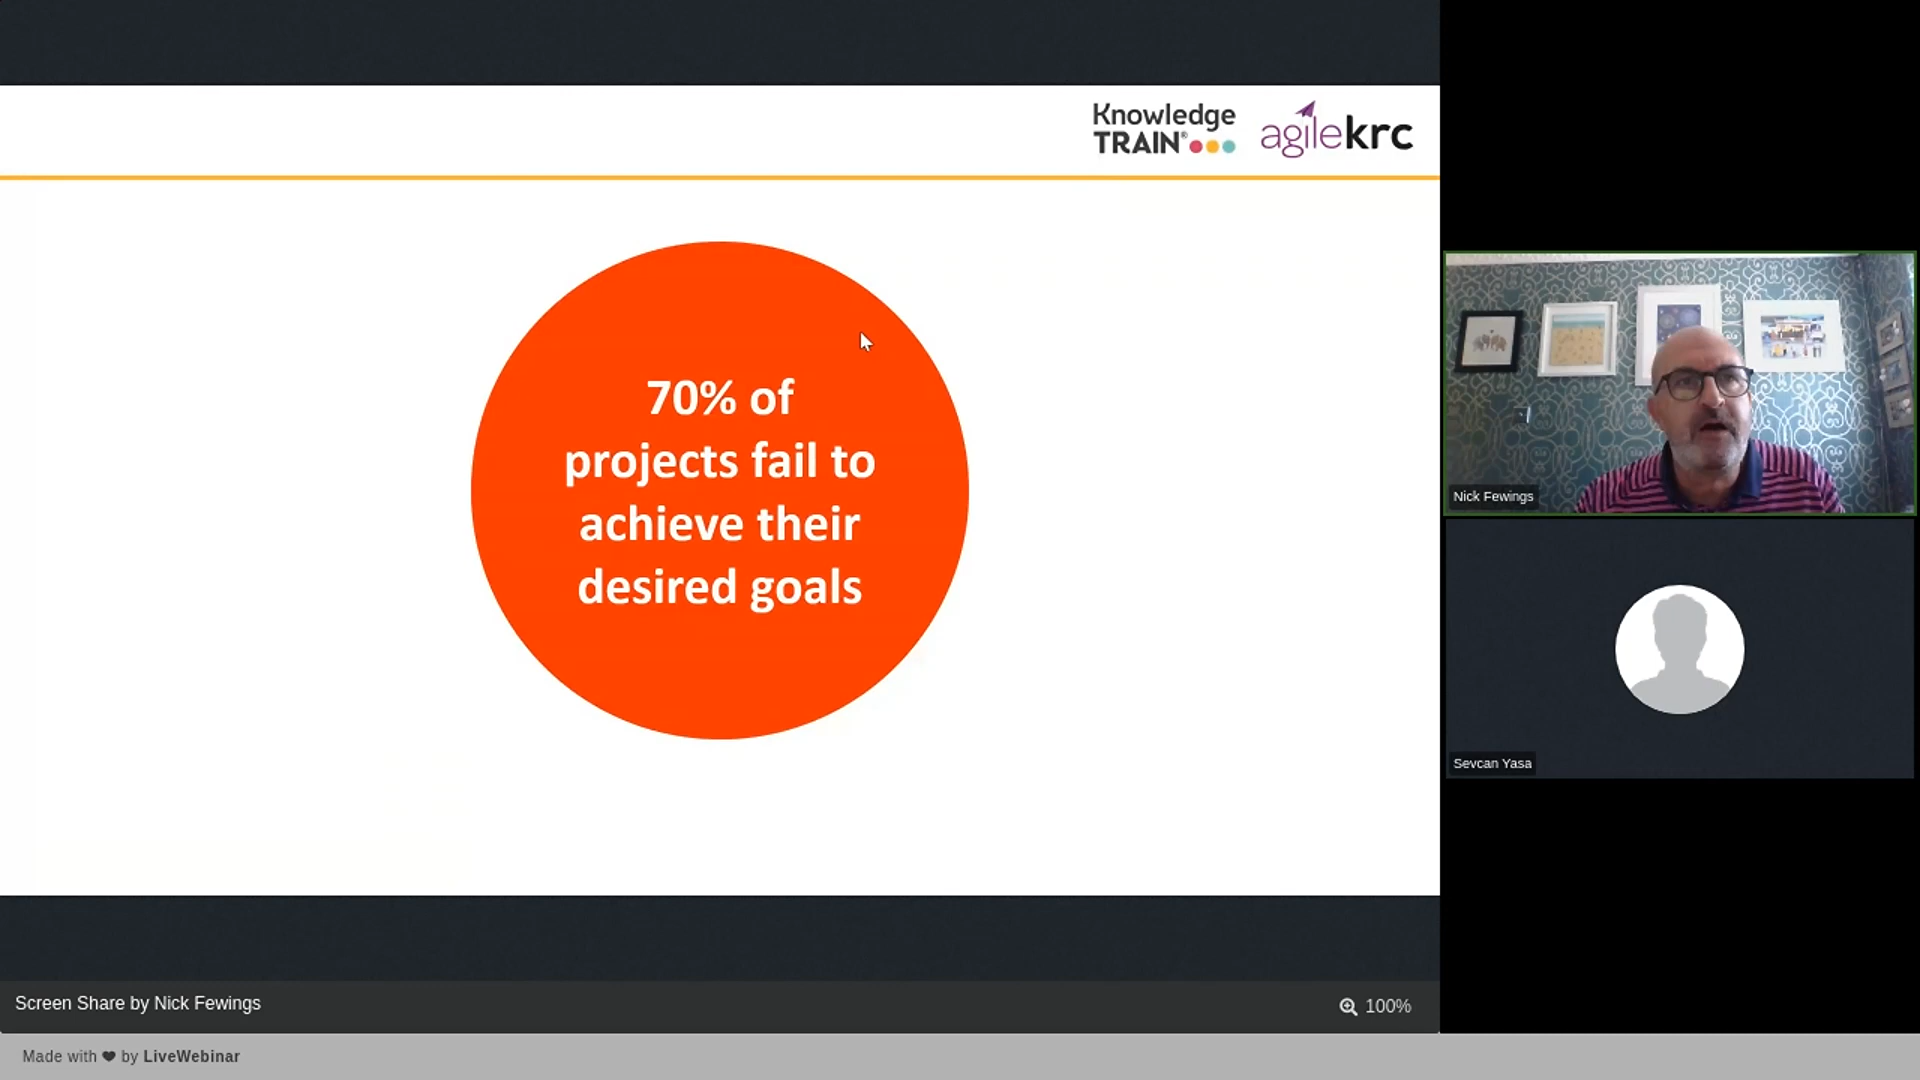 Knowledge
TRAIN®
agilekrc
70% of
projects fail to
achieve their
desired goals
Nick Fewings
Sevcan Yasa
Screen Share by Nick Fewings
100%
Made with ❤ by LiveWebinar